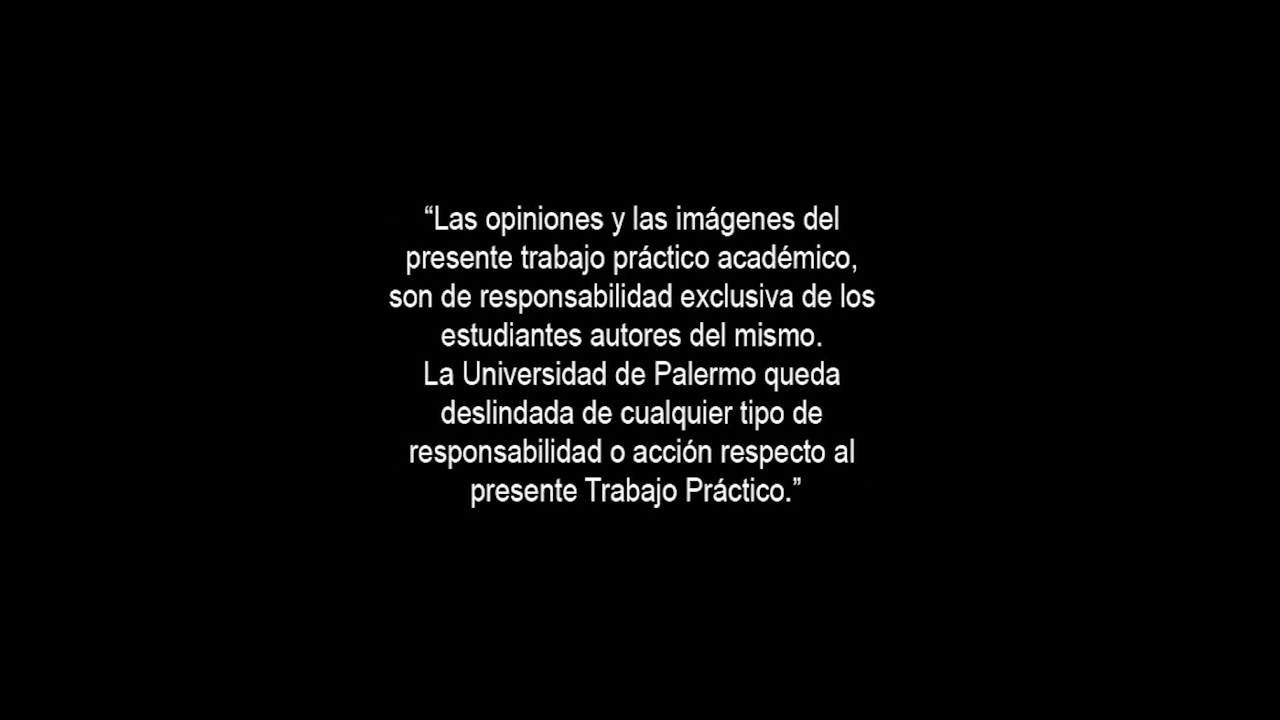 “Las opiniones y las imágenes del
presente trabajo práctico académico,
son de responsabilidad exclusiva de los
estudiantes autores del mismo.
La Universidad de Palermo queda
deslindada de cualquier tipo de
responsabilidad o acción respecto al
presente Trabajo Práctico.”